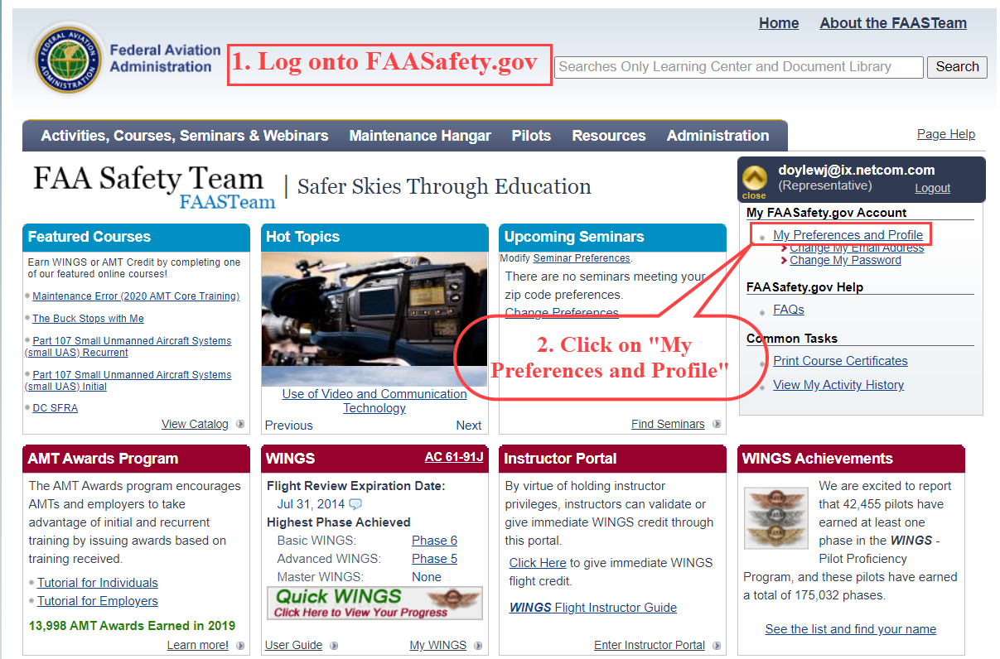 Home About the FAASTeam
FEDERAL AVIATION ADMINISTRATION
Federal Aviation
Administration
1. Log onto FAASafety.gov
Searches Only Learning Center and Document Library Search
Activities, Courses, Seminars & Webinars Maintenance Hangar Pilots Resources Administration
Page Help
FAA Safety Team
FAASTeam
| Safer Skies Through Education
close
doylewj@ix.netcom.com
(Representative) Logout
My FAASafety.gov Account
My Preferences and Profile
Change My Email Address
Change My Password
FAASafety.gov Help
FAQs
Common Tasks
Print Course Certificates
View My Activity History
Featured Courses
Earn WINGS or AMT Credit by completing one
of our featured online courses!
Maintenance Error (2020 AMT Core Training)
The Buck Stops with Me
Part 107 Small Unmanned Aircraft Systems
(small UAS) Recurrent
Part 107 Small Unmanned Aircraft Systems
(small UAS) Initial
DC SFRA
View Catalog
Hot Topics
Use of Video and Communication
Technology
Previous Next
Upcoming Seminars
Modify Seminar Preferences.
There are no seminars meeting your
zip code preferences.
Change Preferences
2. Click on "My
Preferences and Profile"
Find Seminars
AMT Awards Program
The AMT Awards program encourages
AMTs and employers to take
advantage of initial and recurrent
training by issuing awards based on
training received.
Tutorial for Individuals
Tutorial for Employers
13,998 AMT Awards Earned in 2019
Learn more!
WINGS AC 61-91J
Flight Review Expiration Date:
Jul 31, 2014
Highest Phase Achieved
Basic WINGS: Phase 6
Advanced WINGS: Phase 5
Master WINGS: None
Quick WINGS
Click Here to View Your Progress
User Guide My WINGS
Instructor Portal
By virtue of holding instructor
privileges, instructors can validate or
give immediate WINGS credit through
this portal.
Click Here to give immediate WINGS
flight credit.
WINGS Flight Instructor Guide
Enter Instructor Portal
WINGS Achievements
We are excited to report
that 42,455 pilots have
earned at least one
phase in the WINGS -
Pilot Proficiency
Program, and these pilots have earned
a total of 175,032 phases.
See the list and find your name